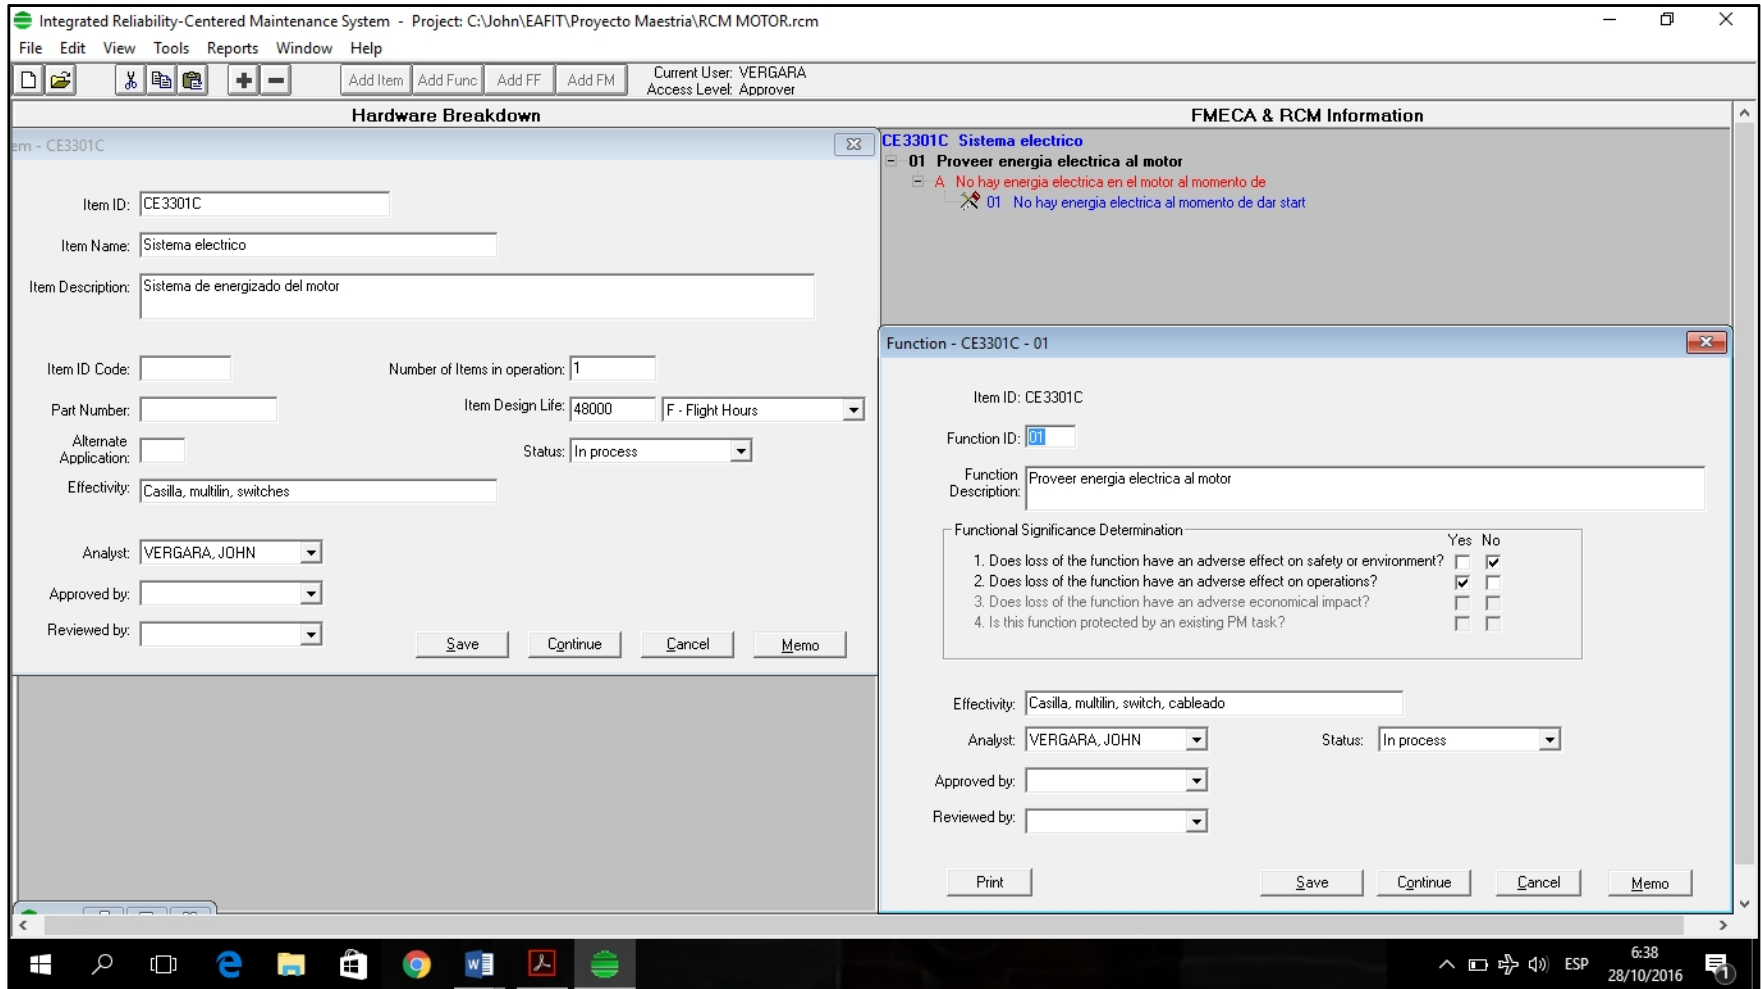 Integrated Reliability-Centered Maintenance System - Project: C:\John\EAFIT\Proyecto Maestria\RCM MOTOR.rcm
File Edit View Tools Reports Window Help
Add Item Add Func Add FF Add FM
Current User: VERGARA
Access Level: Approver
Hardware Breakdown
FMECA & RCM Information
em - CE3301C
Item ID: CE3301C
Item Name: Sistema electrico
Item Description: Sistema de energizado del motor
Item ID Code:
Number of Items in operation: 1
Part Number:
Item Design Life: 48000 F - Flight Hours
Alternate
Application:
Status: In process
Effectivity: Casilla, multilin, switches
Analyst: VERGARA, JOHN
Approved by:
Reviewed by:
Save Continue Cancel Memo
CE3301C Sistema electrico
01 Proveer energia electrica al motor
A No hay energia electrica en el motor al momento de
01 No hay energia electrica al momento de dar start
Function - CE3301C - 01
Item ID: CE3301C
Function ID: 01
Function
Description: Proveer energia electrica al motor
Functional Significance Determination
Yes No
1. Does loss of the function have an adverse effect on safety or environment?
2. Does loss of the function have an adverse effect on operations?
3. Does loss of the function have an adverse economical impact?
4. Is this function protected by an existing PM task?
Effectivity: Casilla, multilin, switch, cableado
Analyst: VERGARA, JOHN
Status: In process
Approved by:
Reviewed by:
Print Save Continue Cancel Memo
ESP
6:38
28/10/2016
1